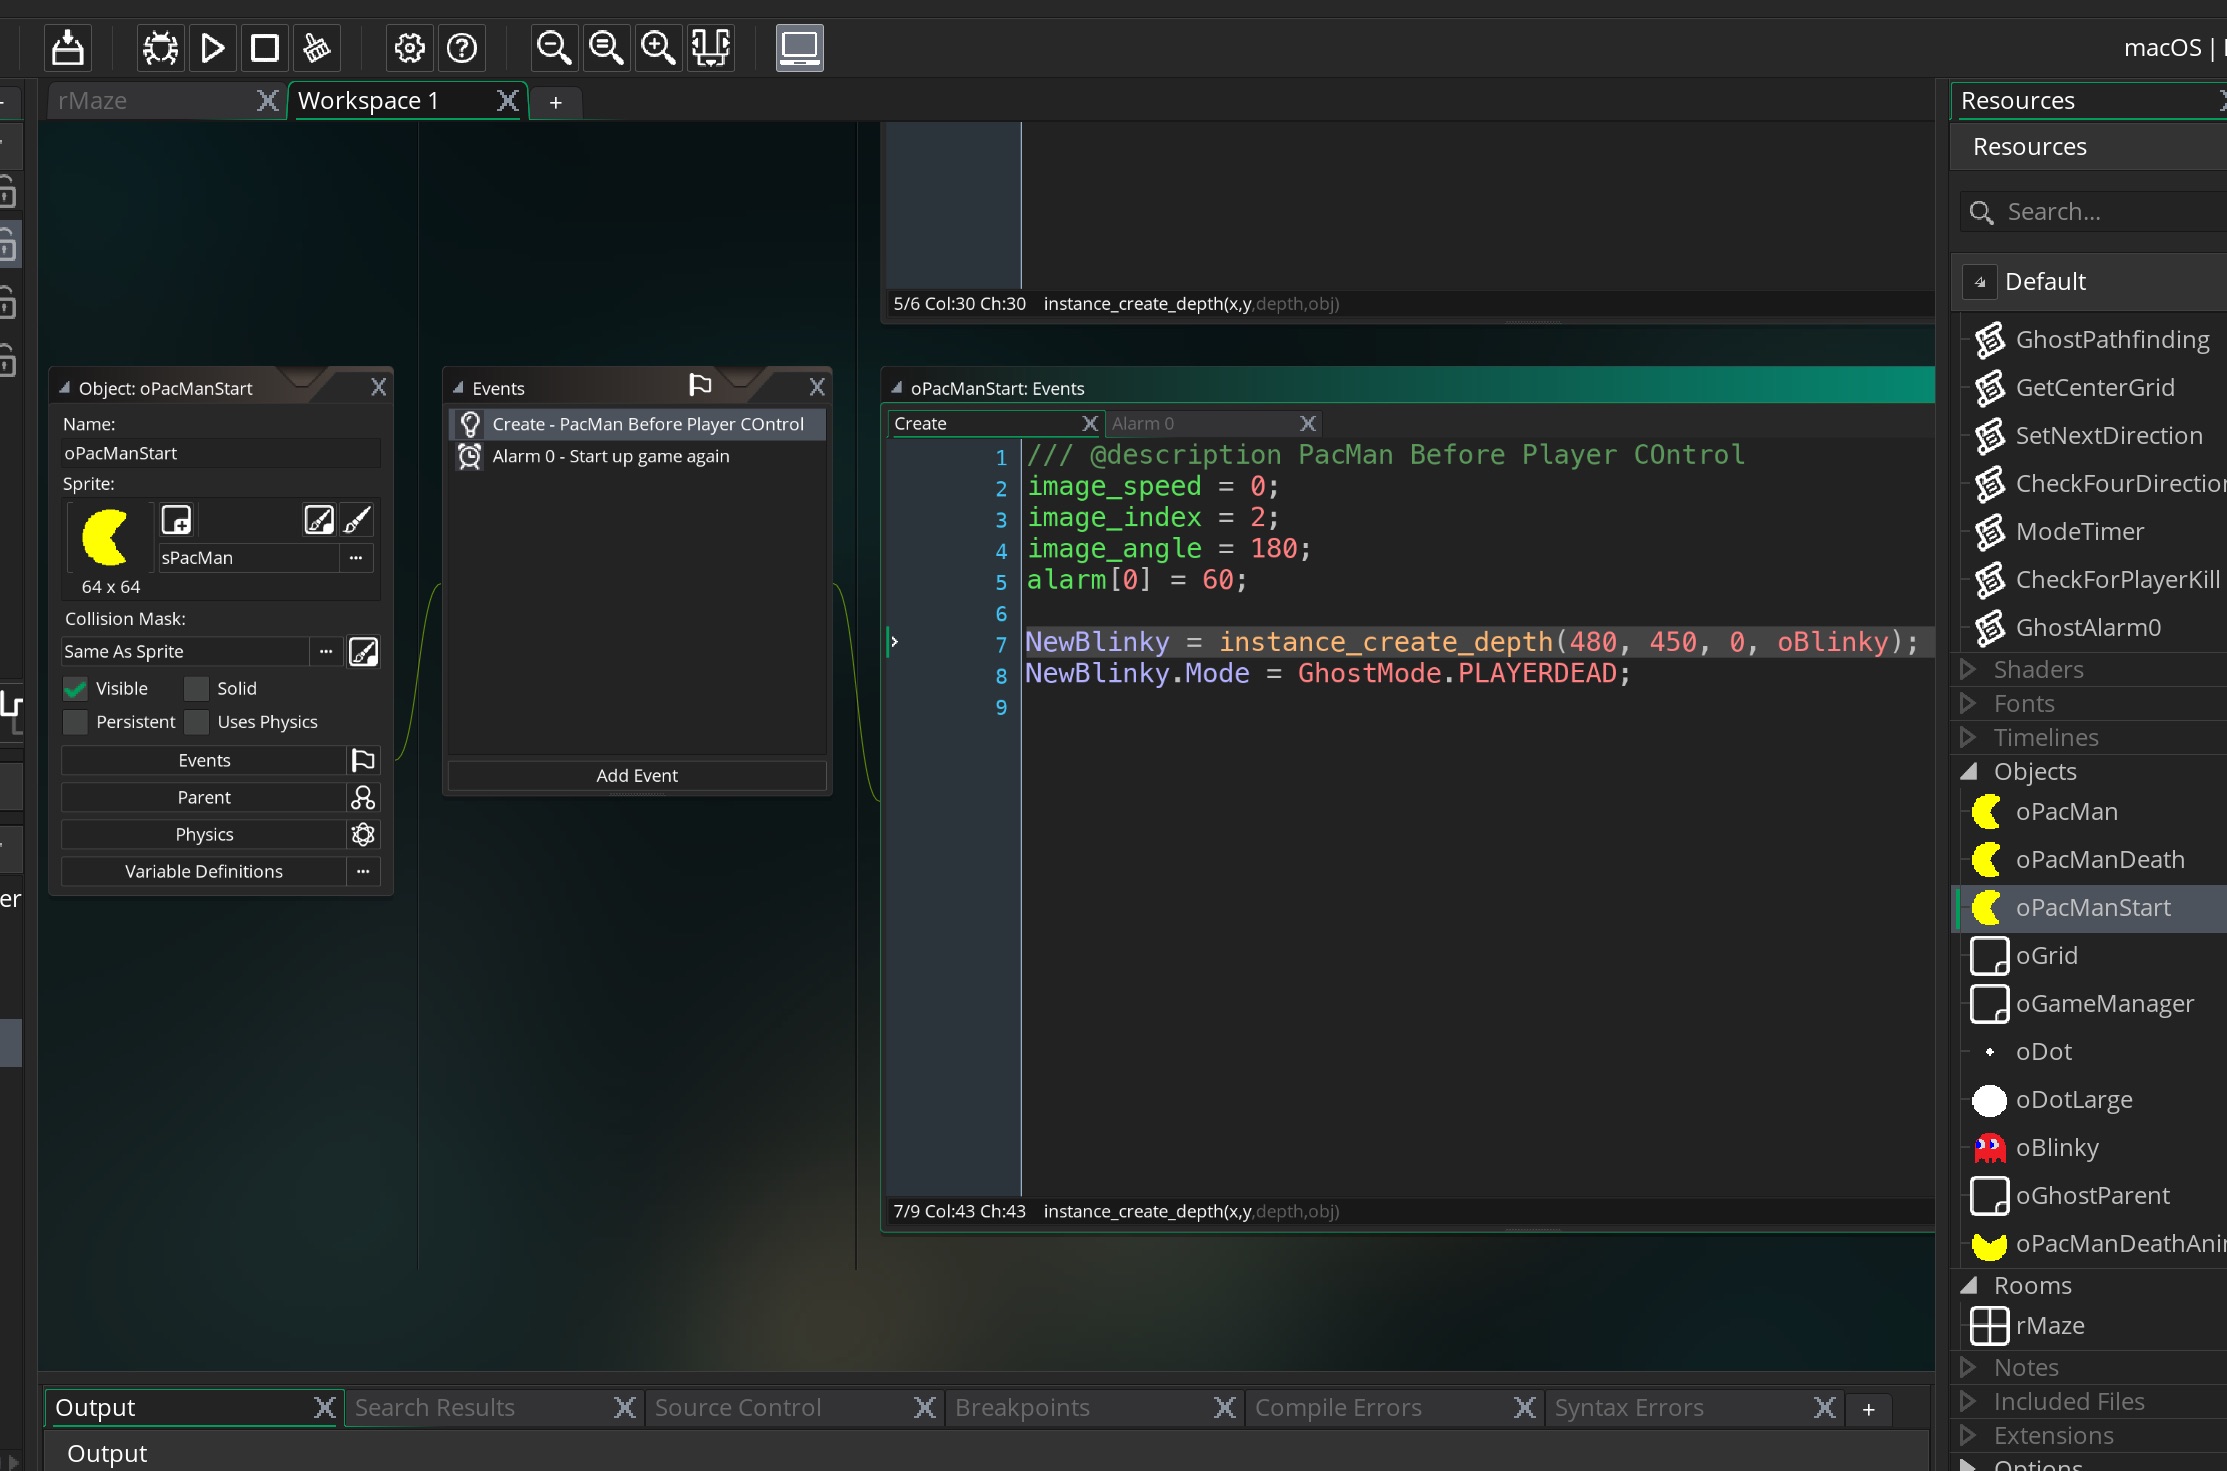 macOS |
rMaze
Workspace 1
+
Resources
Resources
Search...
Default
GhostPathfinding
GetCenterGrid
SetNextDirection
CheckFourDirection
ModeTimer
CheckForPlayerKill
GhostAlarm0
Shaders
Fonts
Timelines
Objects
oPacMan
oPacManDeath
oPacManStart
oGrid
oGameManager
oDot
oDotLarge
oBlinky
oGhostParent
oPacManDeathAni
Rooms
rMaze
Notes
Included Files
Extensions
Options
5/6 Col:30 Ch:30 instance_create_depth(x,y,depth,obj)
Object: oPacManStart
Name:
oPacManStart
Sprite:
sPacMan
...
64 x 64
Collision Mask:
Same As Sprite
...
Visible Solid
Persistent Uses Physics
Events
Parent
Physics
Variable Definitions
...
er
Events
Create - PacMan Before Player COntrol
Alarm 0 - Start up game again
Add Event
oPacManStart: Events
Create
Alarm 0
1 /// @description PacMan Before Player COntrol
2 image_speed = 0;
3 image_index = 2;
4 image_angle = 180;
5 alarm[0] = 60;
6
7 NewBlinky = instance_create_depth(480, 450, 0, oBlinky);
8 NewBlinky.Mode = GhostMode.PLAYERDEAD;
9
7/9 Col:43 Ch:43 instance_create_depth(x,y,depth,obj)
Output
Search Results
Source Control
Breakpoints
Compile Errors
Syntax Errors
+
Output